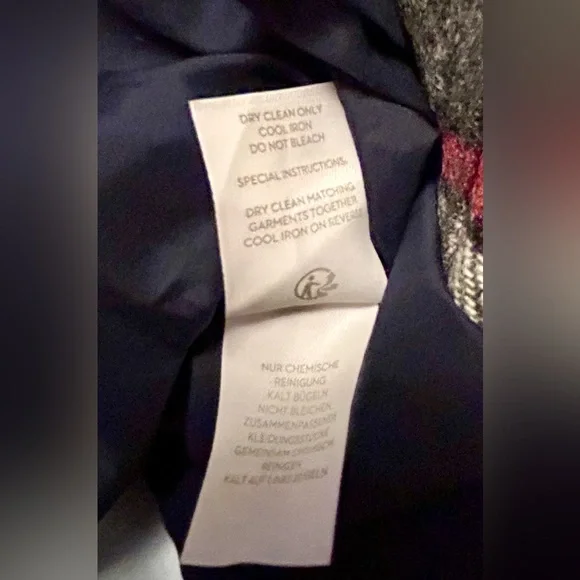 DRY CLEAN ONLY
COOL IRON
DO NOT BLEACH
SPECIAL INSTRUCTIONS.
DRY CLEAN MATCHING
GARMENTS TOGETHER
COOL IRON ON REVERSE
NUR CHEMISCHE
REINIGUNG
KALT BÜGELN
NICHT BLEICHEN
ZUSAMMENPASSENDE
KLEIDUNGSSTÜCKE
GEMEINSAM CHEMISCH
REINIGEN
KALT AUF LINKS BÜGELN